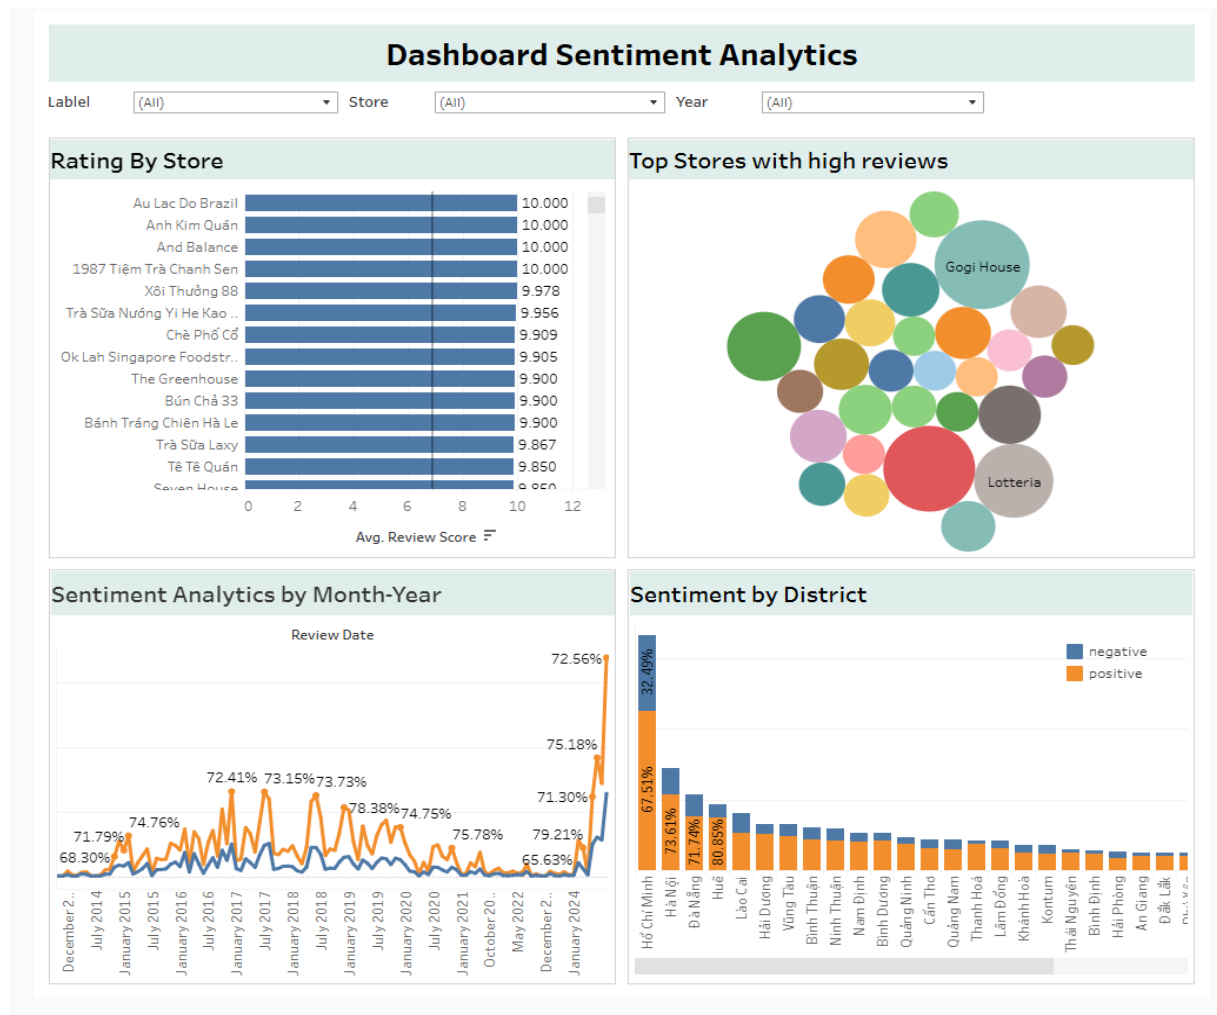 Dashboard Sentiment Analytics
Lablel (All) Store (All) Year (All)
Rating By Store
Au Lac Do Brazil 10.000
Anh Kim Quán 10.000
And Balance 10.000
1987 Tiệm Trà Chanh Sen 10.000
Xôi Thưởng 88 9.978
Trà Sữa Nướng Yi He Kao .. 9.956
Chè Phố Cổ 9.909
Ok Lah Singapore Foodstr.. 9.905
The Greenhouse 9.900
Bún Chả 33 9.900
Bánh Tráng Chiên Hà Le 9.900
Trà Sữa Laxy 9.867
Tê Tê Quán 9.850
Seven House 9.850
0 2 4 6 8 10 12
Avg. Review Score
Top Stores with high reviews
Gogi House
Lotteria
Sentiment Analytics by Month-Year
Review Date
72.56%
75.18%
72.41% 73.15% 73.73%
71.30%
78.38% 74.75%
74.76%
71.79% 75.78% 79.21%
68.30% 65.63%
December 2..
July 2014
January 2015
July 2015
January 2016
July 2016
January 2017
July 2017
January 2018
July 2018
January 2019
July 2019
January 2020
July 2020
January 2021
October 20..
May 2022
December 2..
January 2024
Sentiment by District
negative
positive
32.49%
67.51%
73.61%
71.74%
80.85%
Hồ Chí Minh
Hà Nội
Đà Nẵng
Huế
Lào Cai
Hải Dương
Vũng Tàu
Bình Thuận
Ninh Thuận
Nam Định
Bình Dương
Quảng Ninh
Cần Thơ
Quảng Nam
Thanh Hoá
Lâm Đồng
Khánh Hoà
Kontum
Thái Nguyên
Bình Định
Hải Phòng
An Giang
Đắk Lắk